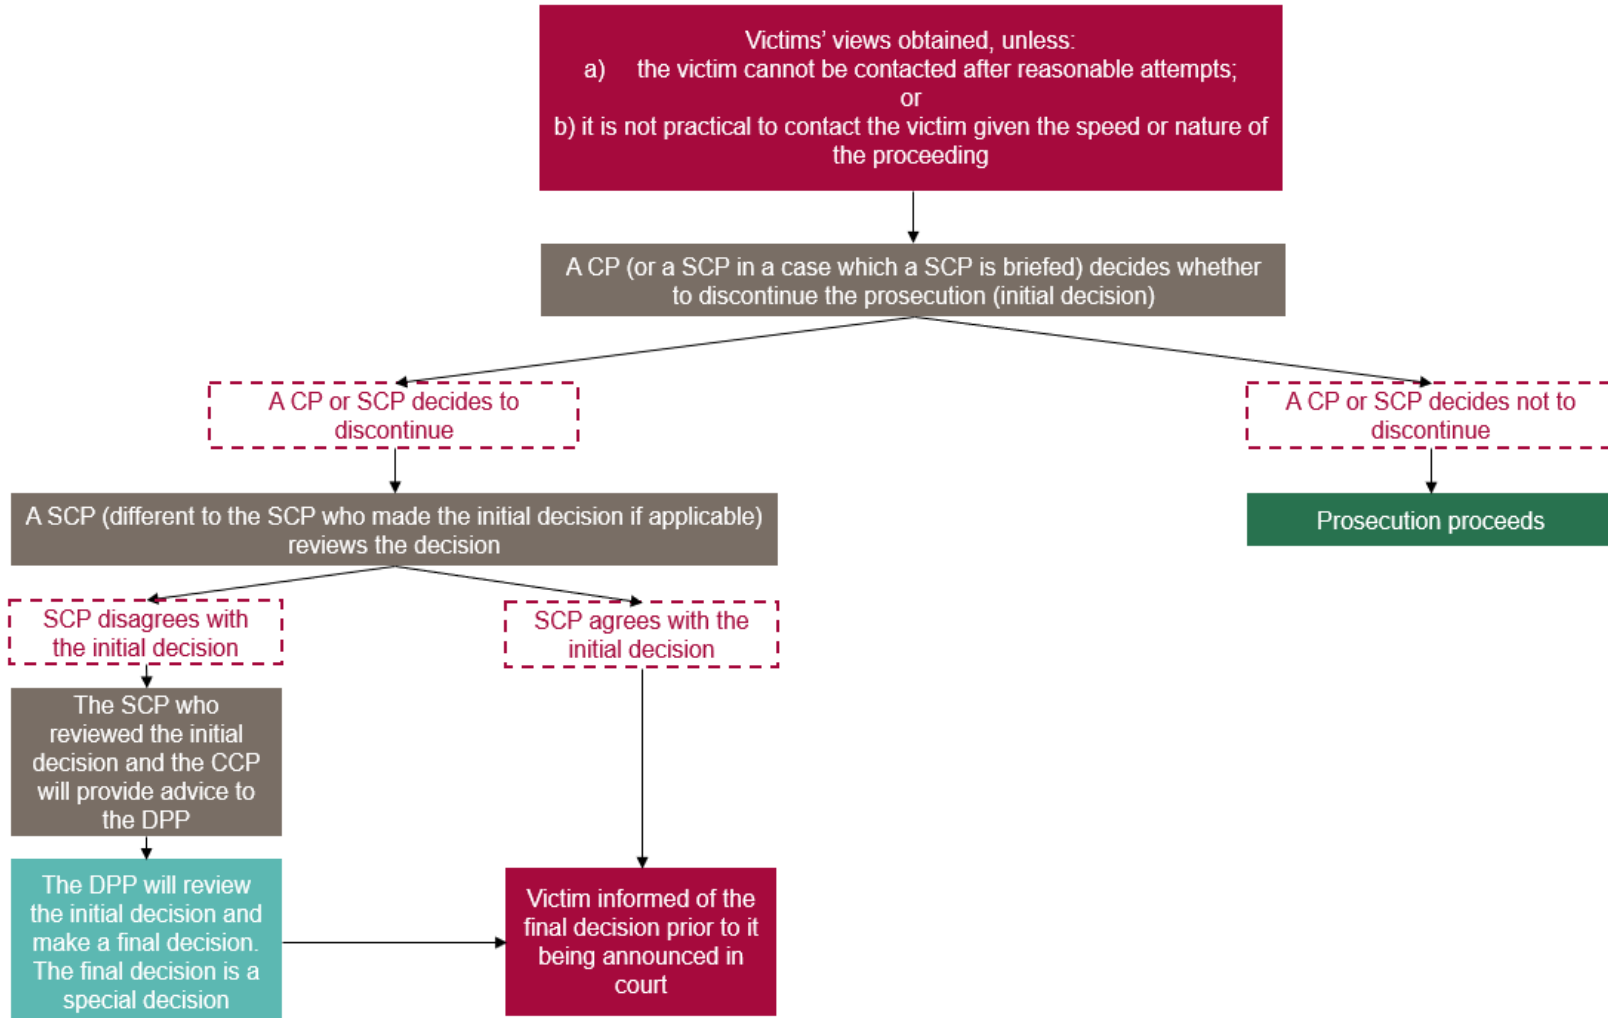 Victims' views obtained, unless:
a) the victim cannot be contacted after reasonable attempts;
or
b) it is not practical to contact the victim given the speed or nature of
the proceeding
A CP (or a SCP in a case which a SCP is briefed) decides whether
to discontinue the prosecution (initial decision)
A CP or SCP decides to
discontinue
A CP or SCP decides not to
discontinue
A SCP (different to the SCP who made the initial decision if applicable)
reviews the decision
Prosecution proceeds
SCP disagrees with
the initial decision
SCP agrees with the
initial decision
The SCP who
reviewed the initial
decision and the CCP
will provide advice to
the DPP
The DPP will review
the initial decision and
make a final decision.
The final decision is a
special decision
Victim informed of the
final decision prior to it
being announced in
court